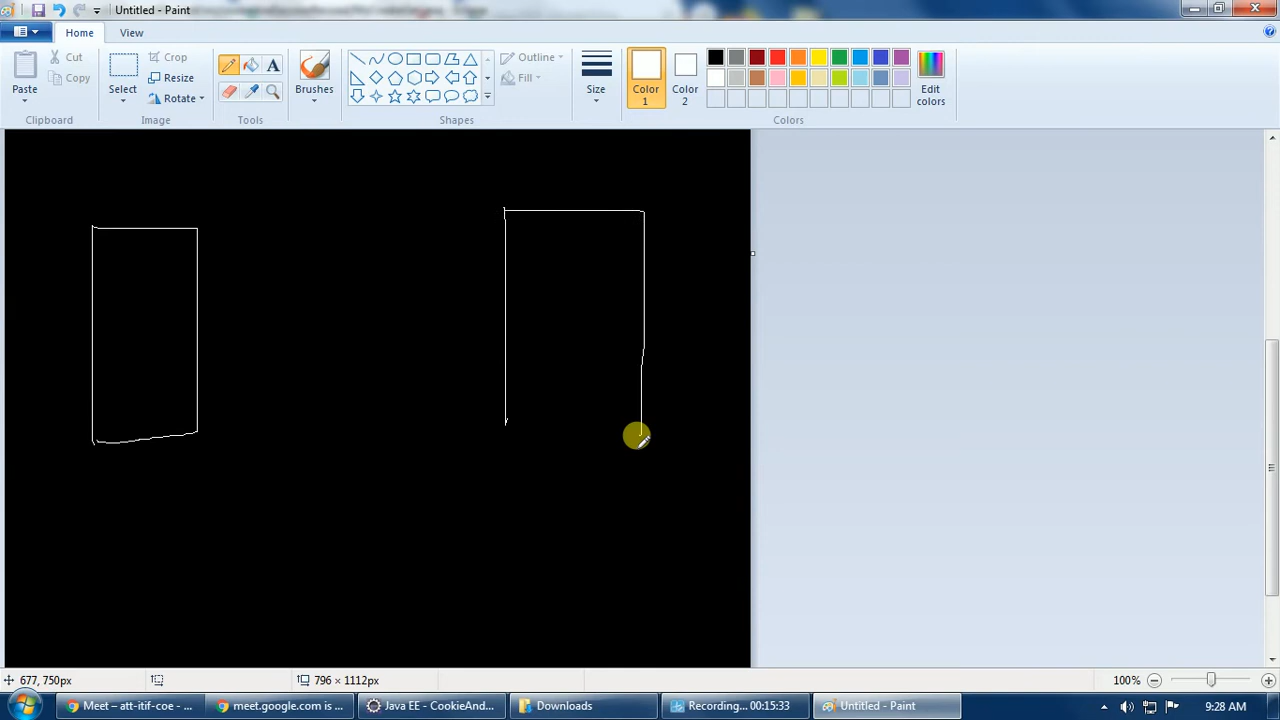 Untitled - Paint
Home
View
Paste
Cut
Copy
Clipboard
Select
Crop
Resize
Rotate
Image
Tools
Brushes
Shapes
Outline
Fill
Size
Color
1
Color
2
Edit
colors
Colors
677, 750px
796 × 1112px
100%
Meet – att-itif-coe - ...
meet.google.com is ...
Java EE - CookieAnd...
Downloads
Recording... 00:15:33
Untitled - Paint
9:28 AM